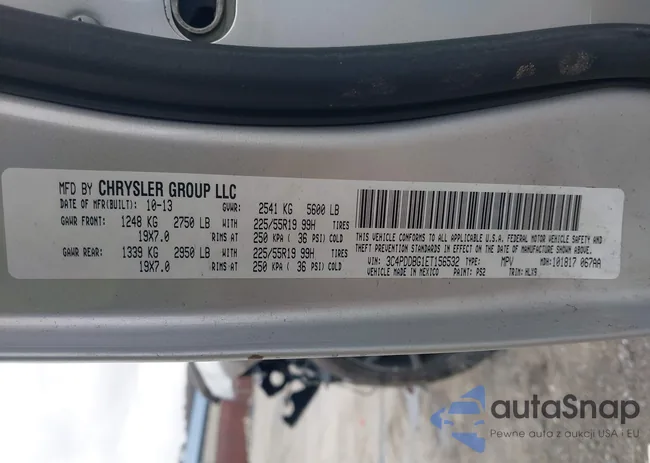 MFD BY CHRYSLER GROUP LLC
DATE OF MFR(BUILT): 10-13 GVWR: 2541 KG 5600 LB
GAWR FRONT: 1248 KG 2750 LB 225/55R19 99H TIRES
19X7.0 RIMS AT 250 KPA ( 36 PSI) COLD
WITH
GAWR REAR: 1339 KG 2950 LB WITH 225/55R19 99H TIRES
19X7.0 RIMS AT 250 KPA ( 36 PSI) COLD
THIS VEHICLE CONFORMS TO ALL APPLICABLE U.S.A. FEDERAL MOTOR VEHICLE SAFETY, BUMPER, AND
THEFT PREVENTION STANDARDS IN EFFECT ON THE DATE OF MANUFACTURE SHOWN ABOVE.
VIN: 3C4PDDBG1ET156532 TYPE: MPV MDH: 101817 067AA
VEHICLE MADE IN MEXICO PAINT: PS2 TRIM: HLX9
autoSnap
Pewne auta z aukcji USA i EU